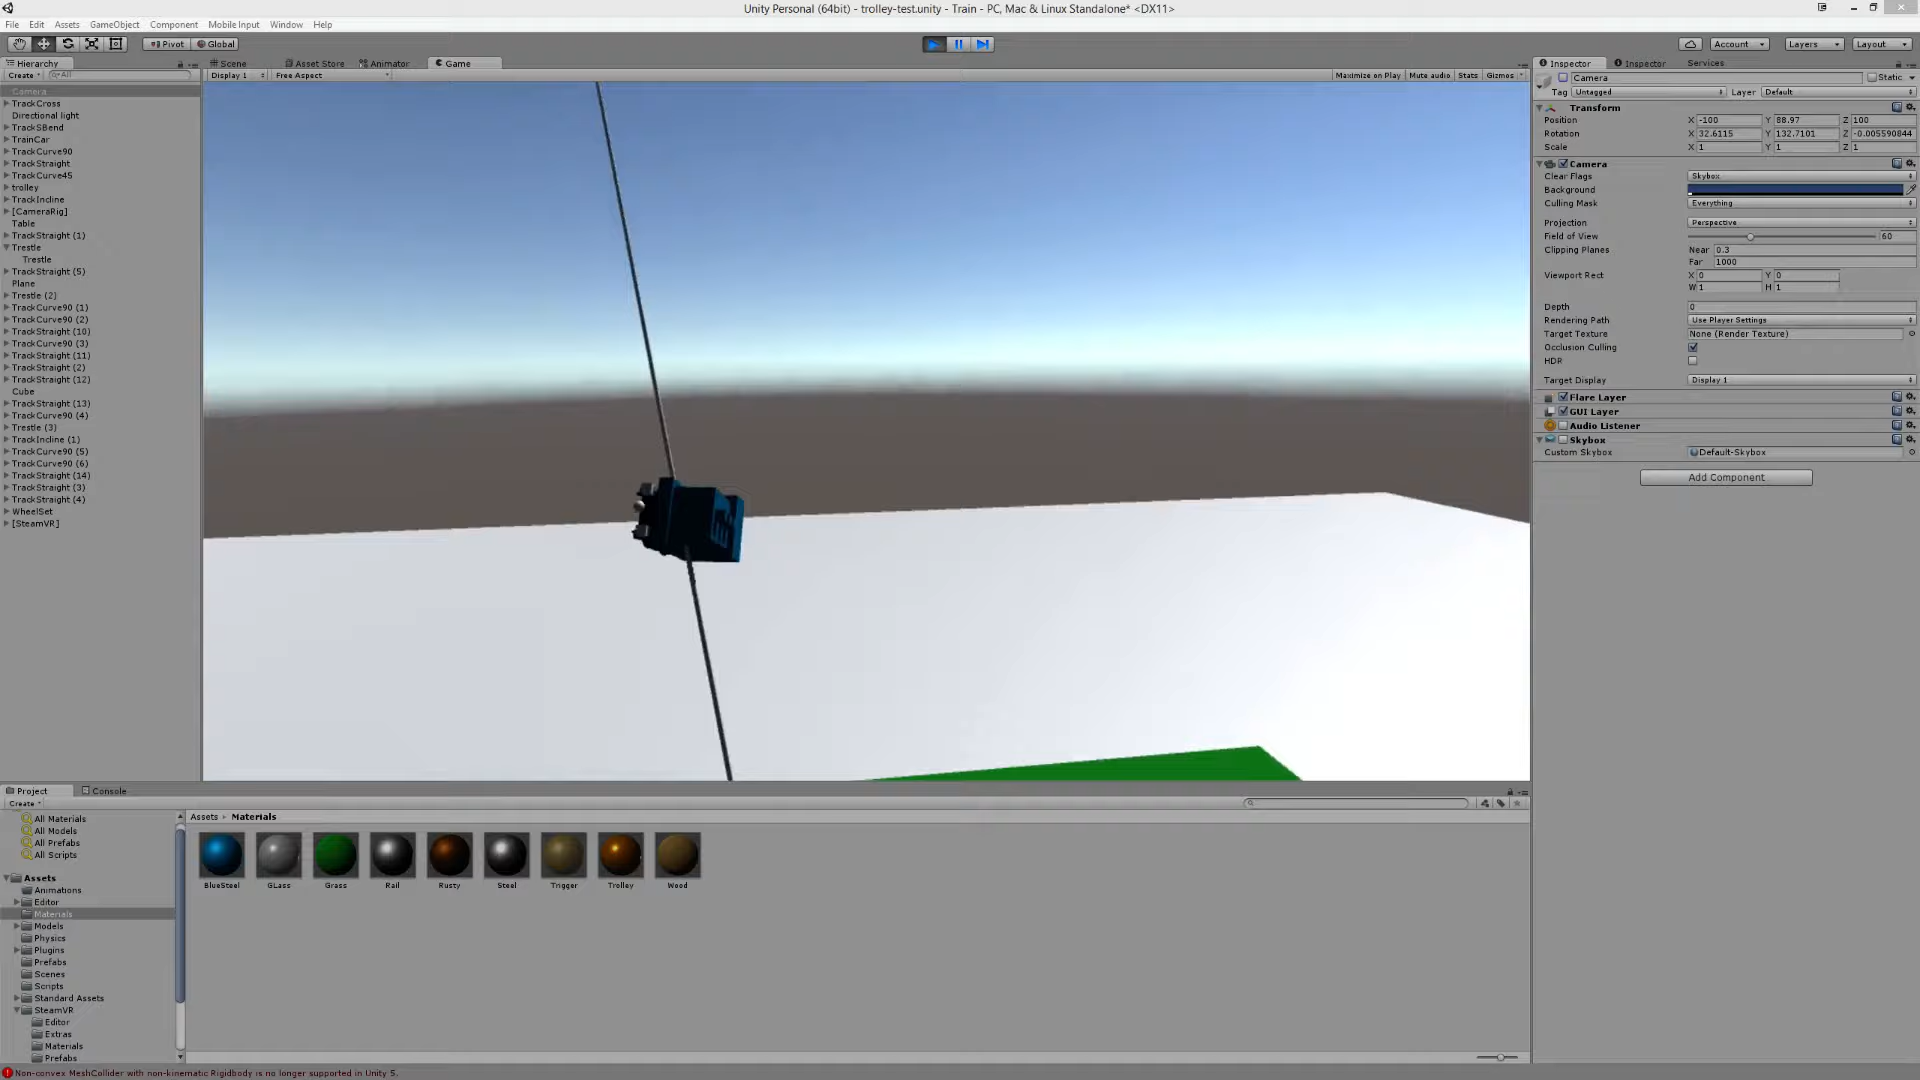 Unity Personal (64bit) - trolley-test.unity - Train - PC, Mac & Linux Standalone* <DX11>
File Edit Assets GameObject Component Mobile Input Window Help
Pivot Global Account Layers Layout
Hierarchy
Create All
Camera
TrackCross
Directional light
TrackSBend
TrainCar
TrackCurve90
TrackStraight
TrackCurve45
trolley
TrackIncline
[CameraRig]
Table
TrackStraight (1)
Trestle
Trestle
TrackStraight (5)
Plane
Trestle (2)
TrackCurve90 (1)
TrackCurve90 (2)
TrackStraight (10)
TrackCurve90 (3)
TrackStraight (11)
TrackStraight (2)
TrackStraight (12)
Cube
TrackStraight (13)
TrackCurve90 (4)
Trestle (3)
TrackIncline (1)
TrackCurve90 (5)
TrackCurve90 (6)
TrackStraight (14)
TrackStraight (3)
TrackStraight (4)
WheelSet
[SteamVR]
Scene Asset Store Animator Game
Display 1 Free Aspect Maximize on Play Mute audio Stats Gizmos
Inspector Inspector Services
Camera Static
Tag Untagged Layer Default
Transform
Position X -100 Y 88.97 Z 100
Rotation X 32.6115 Y 132.7101 Z -0.005590844
Scale X 1 Y 1 Z 1
Camera
Clear Flags Skybox
Background
Culling Mask Everything
Projection Perspective
Field of View 60
Clipping Planes Near 0.3
Far 1000
Viewport Rect X 0 Y 0
W 1 H 1
Depth 0
Rendering Path Use Player Settings
Target Texture None (Render Texture)
Occlusion Culling
HDR
Target Display Display 1
Flare Layer
GUI Layer
Audio Listener
Skybox
Custom Skybox Default-Skybox
Add Component
Project Console
Create
All Materials
All Models
All Prefabs
All Scripts
Assets
Animations
Editor
Materials
Models
Physics
Plugins
Prefabs
Scenes
Scripts
Standard Assets
SteamVR
Editor
Extras
Materials
Prefabs
Assets Materials
BlueSteel GLass Grass Rail Rusty Steel Trigger Trolley Wood
Non-convex MeshCollider with non-kinematic Rigidbody is no longer supported in Unity 5.